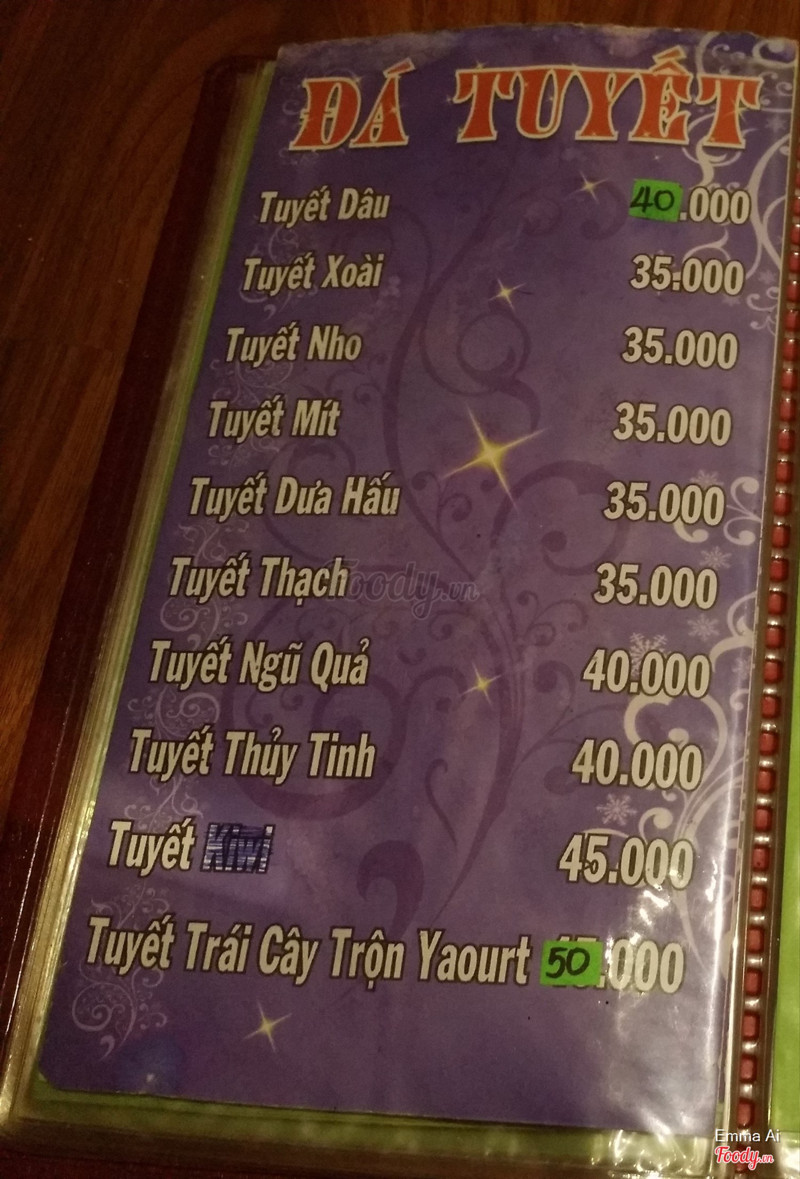 ĐÁ TUYẾT
Tuyết Dâu 40.000
Tuyết Xoài 35.000
Tuyết Nho 35.000
Tuyết Mít 35.000
Tuyết Dưa Hấu 35.000
Tuyết Thạch 35.000
Tuyết Ngũ Quả 40.000
Tuyết Thủy Tinh 40.000
Tuyết Kiwi 45.000
Tuyết Trái Cây Trộn Yaourt 50.000
Foody.vn
Emma Ai
Foody.vn